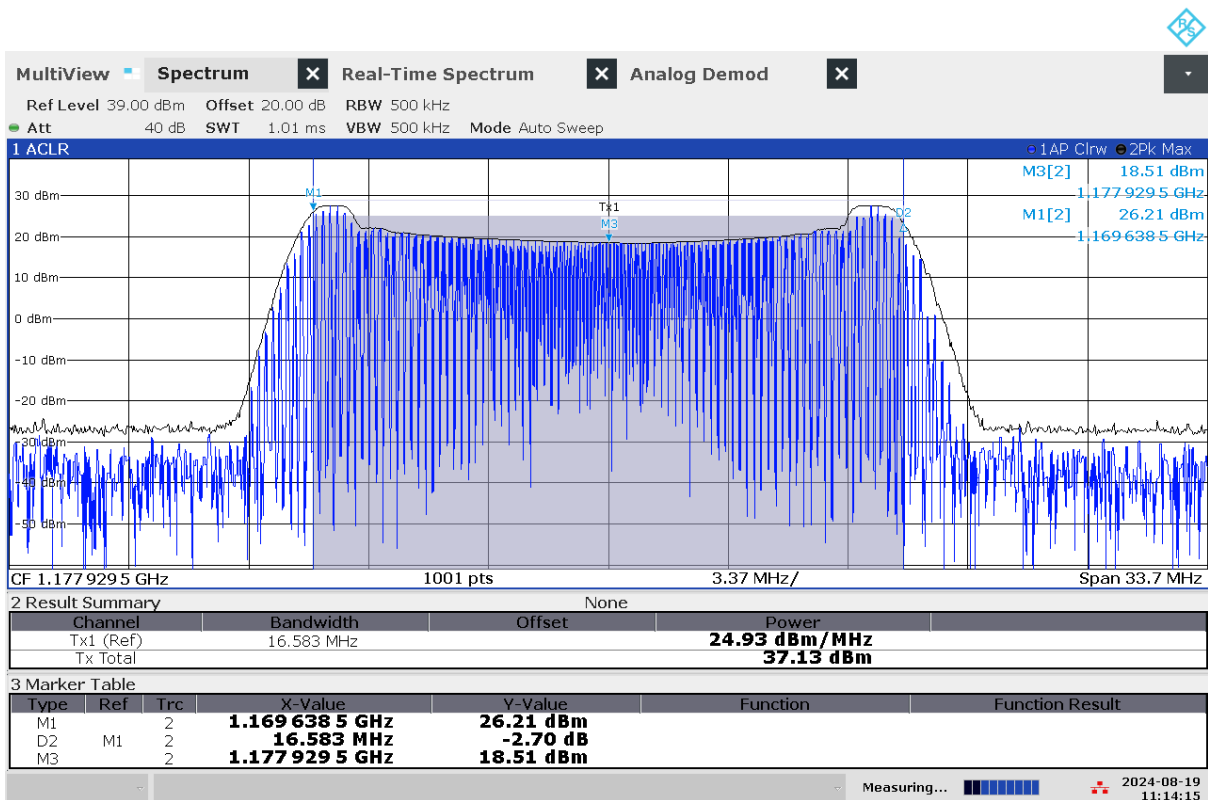 R&S
MultiView Spectrum X Real-Time Spectrum X Analog Demod X
Ref Level 39.00 dBm Offset 20.00 dB RBW 500 kHz
Att 40 dB SWT 1.01 ms VBW 500 kHz Mode Auto Sweep
1 ACLR 1AP Clrw 2Pk Max
M3[2] 18.51 dBm
1.177 929 5 GHz
M1[2] 26.21 dBm
1.169 638 5 GHz
30 dBm
M1
Tx1
D2
M3
20 dBm
10 dBm
0 dBm
-10 dBm
-20 dBm
-30 dBm
-40 dBm
-50 dBm
CF 1.177 929 5 GHz 1001 pts 3.37 MHz/ Span 33.7 MHz
2 Result Summary None
Channel Bandwidth Offset Power
Tx1 (Ref) 16.583 MHz 24.93 dBm/MHz
Tx Total 37.13 dBm
3 Marker Table
Type Ref Trc X-Value Y-Value Function Function Result
M1 2 1.169 638 5 GHz 26.21 dBm
D2 M1 2 16.583 MHz -2.70 dB
M3 2 1.177 929 5 GHz 18.51 dBm
Measuring... 2024-08-19
11:14:15